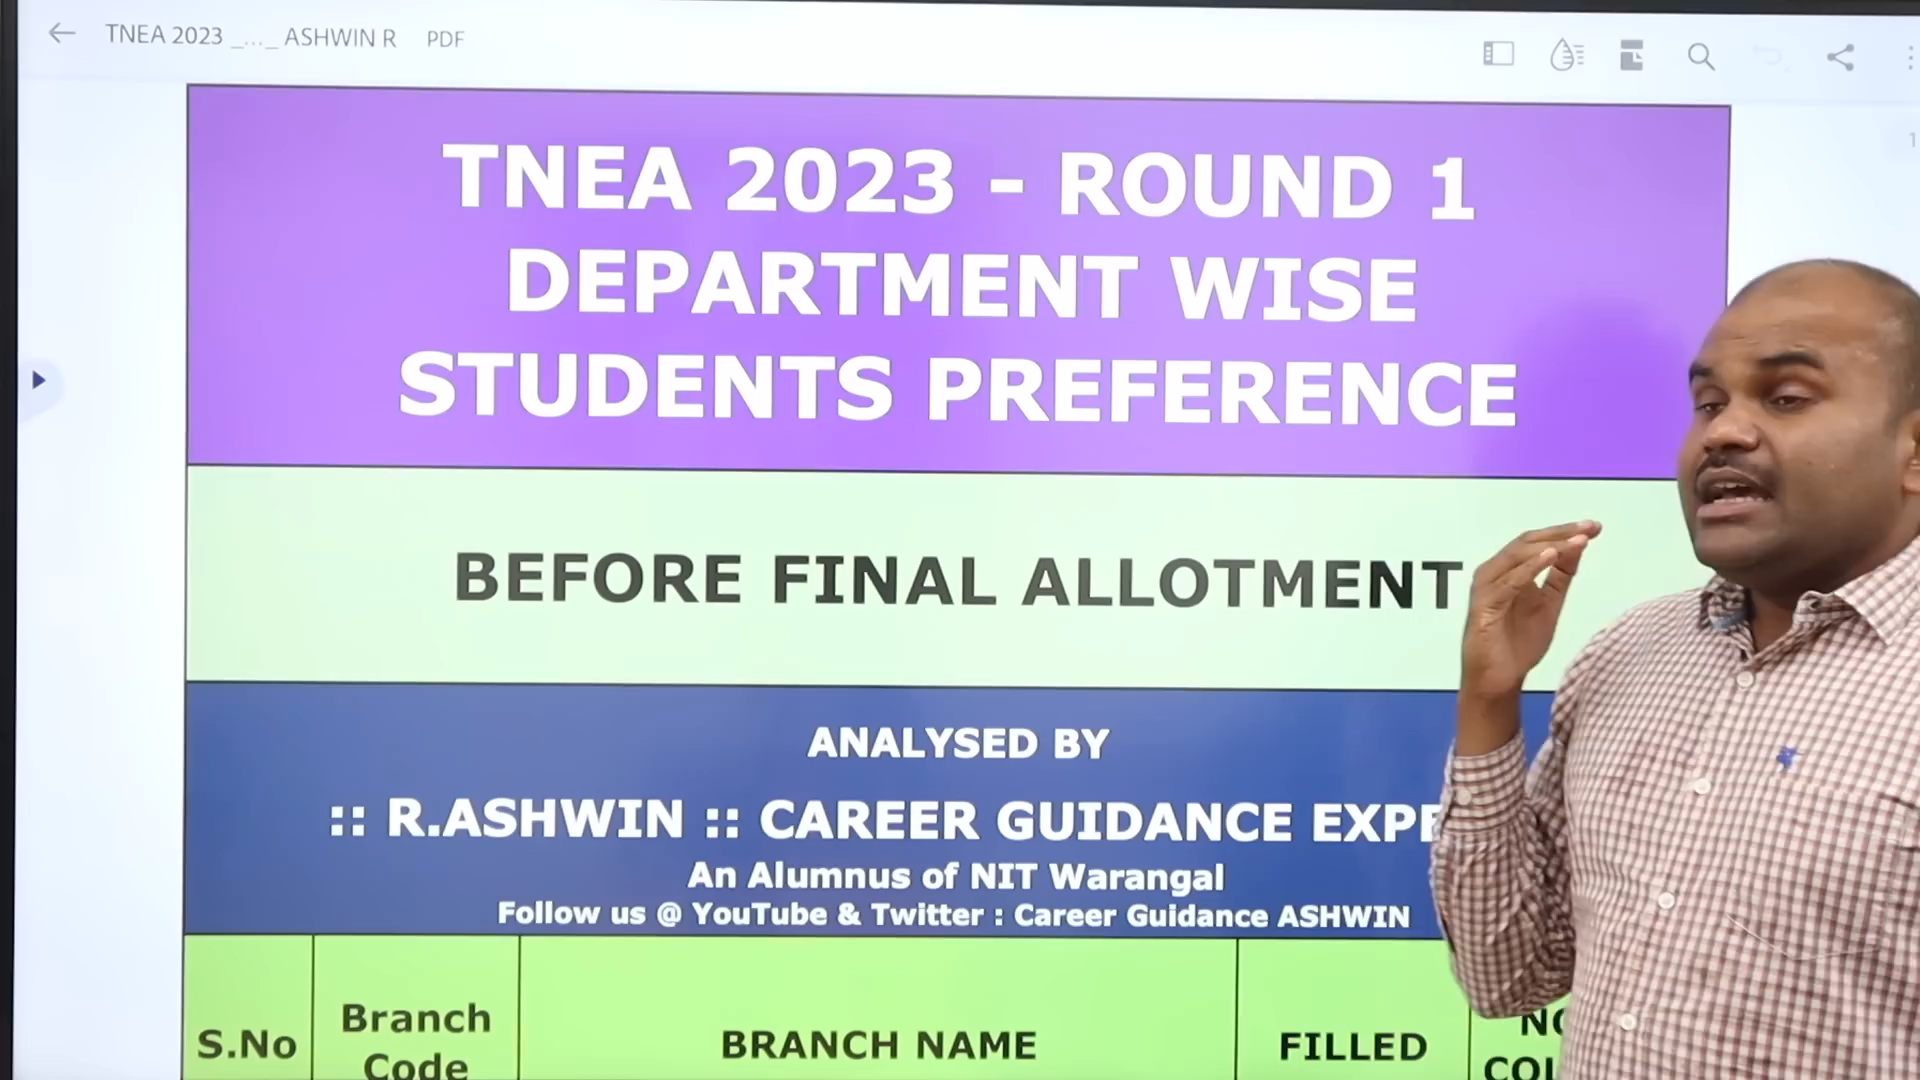 TNEA 2023 _..._ ASHWIN R PDF
1
TNEA 2023 - ROUND 1
DEPARTMENT WISE
STUDENTS PREFERENCE
BEFORE FINAL ALLOTMENT
ANALYSED BY
:: R.ASHWIN :: CAREER GUIDANCE EXPE
An Alumnus of NIT Warangal
Follow us @ YouTube & Twitter : Career Guidance ASHWIN
S.No
Branch
Code
BRANCH NAME
FILLED